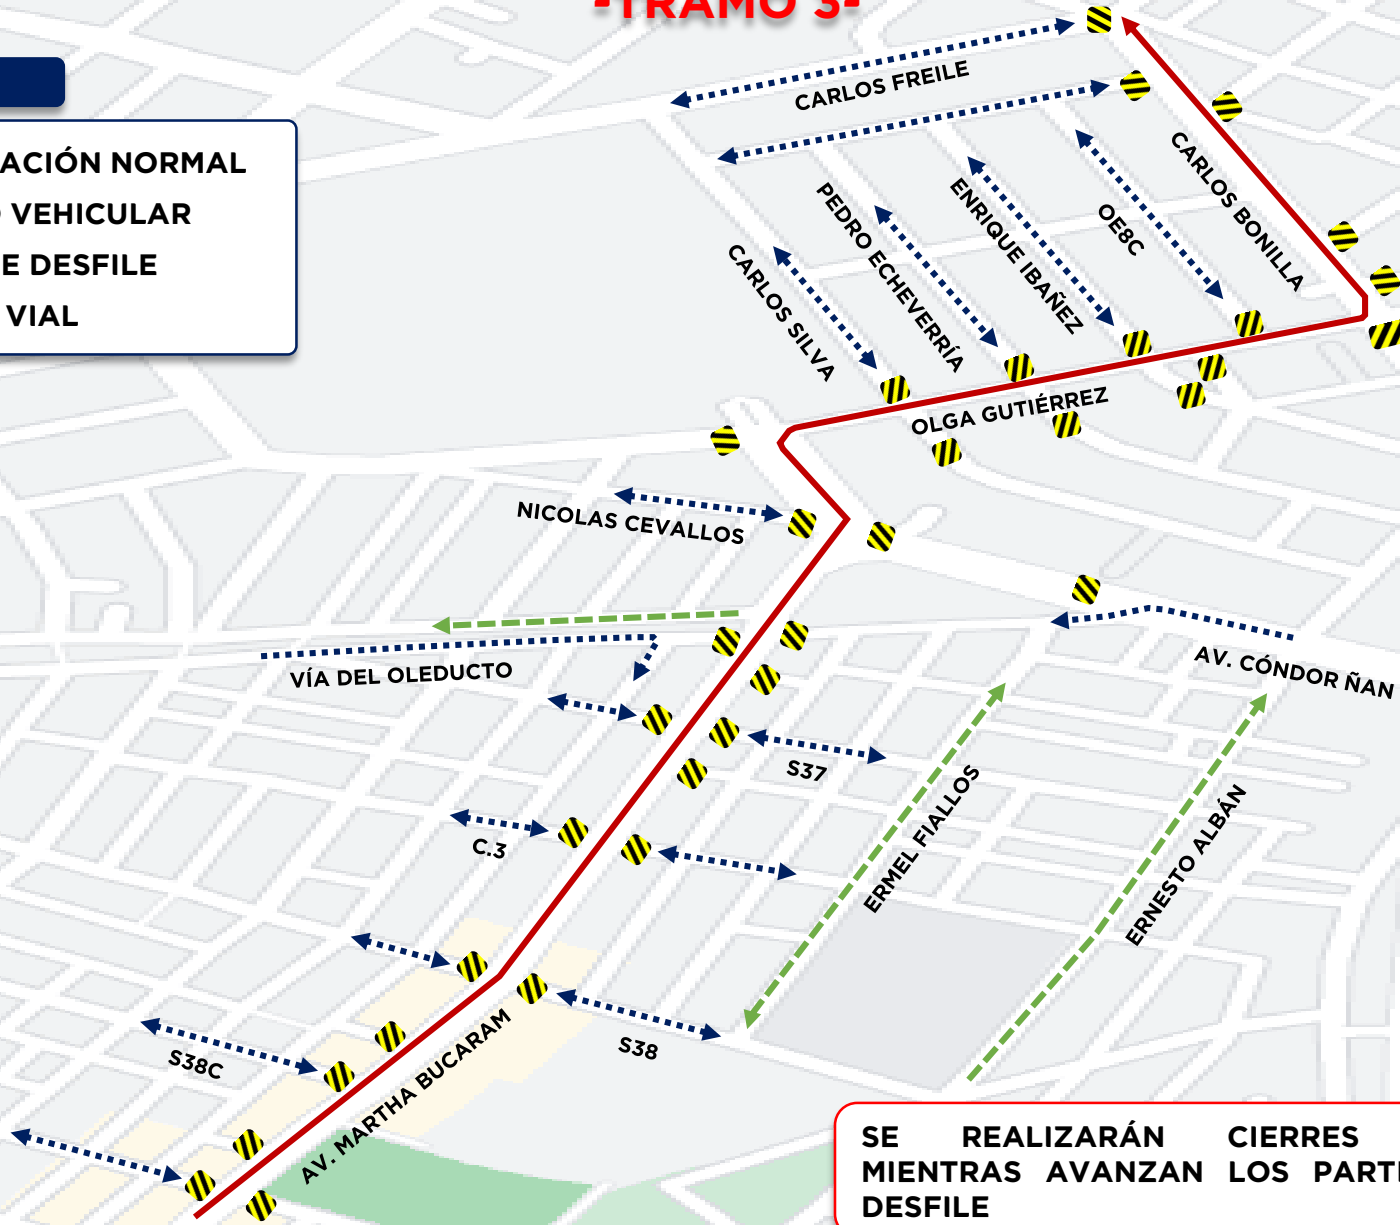 -TRAMO 3-
CARLOS FREILE
ACIÓN NORMAL
VEHICULAR
E DESFILE
VIAL
CARLOS BONILLA
OE8C
ENRIQUE IBAÑEZ
PEDRO ECHEVERRÍA
CARLOS SILVA
OLGA GUTIÉRREZ
NICOLAS CEVALLOS
AV. CÓNDOR ÑAN
VÍA DEL OLEDUCTO
S37
ERMEL FIALLOS
ERNESTO ALBÁN
C.3
S38
S38C
AV. MARTHA BUCARAM
SE REALIZARÁN CIERRES
MIENTRAS AVANZAN LOS PARTI
DESFILE